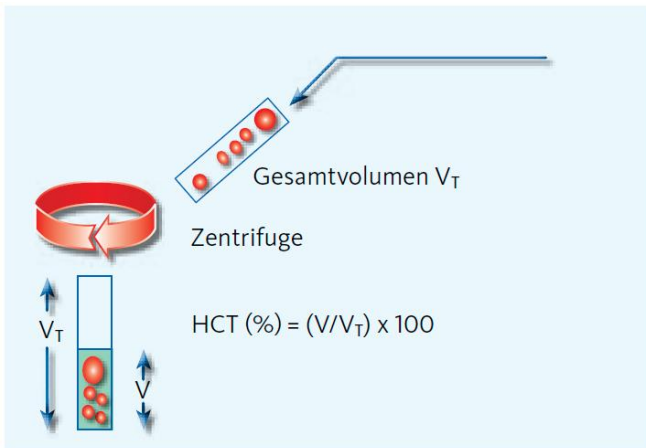 Gesamtvolumen V_T
Zentrifuge
HCT (%) = (V/V_T) x 100
V_T
V